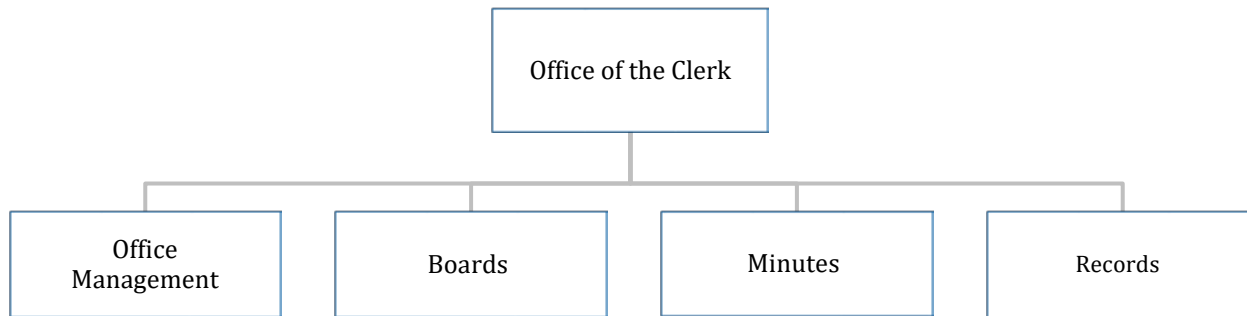 Office of the Clerk
Office
Management
Boards
Minutes
Records